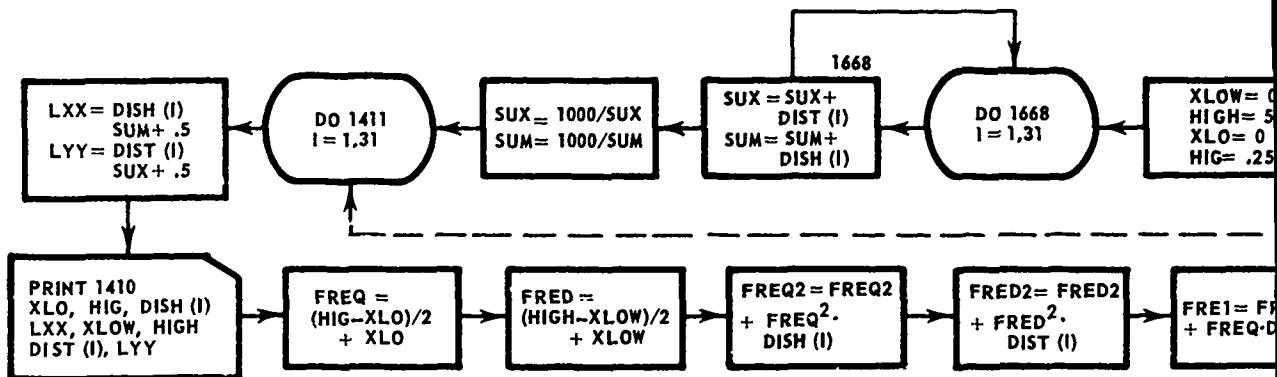 1668
LXX= DISH (I)
SUM+ .5
LYY= DIST (I)
SUX+ .5
DO 1411
I = 1,31
SUX = 1000/SUX
SUM= 1000/SUM
SUX = SUX+
DIST (I)
SUM= SUM+
DISH (I)
DO 1668
I = 1,31
XLOW=
HIGH= 5
XLO= 0
HIG= .25
PRINT 1410
XLO, HIG, DISH (I)
LXX, XLOW, HIGH
DIST (I), LYY
FREQ =
(HIG-XLO)/2
+ XLO
FRED =
(HIGH-XLOW)/2
+ XLOW
FREQ2= FREQ2
+ FREQ².
DISH (I)
FRED2= FRED2
+ FRED².
DIST (I)
FRE1=
+ FREQ·D